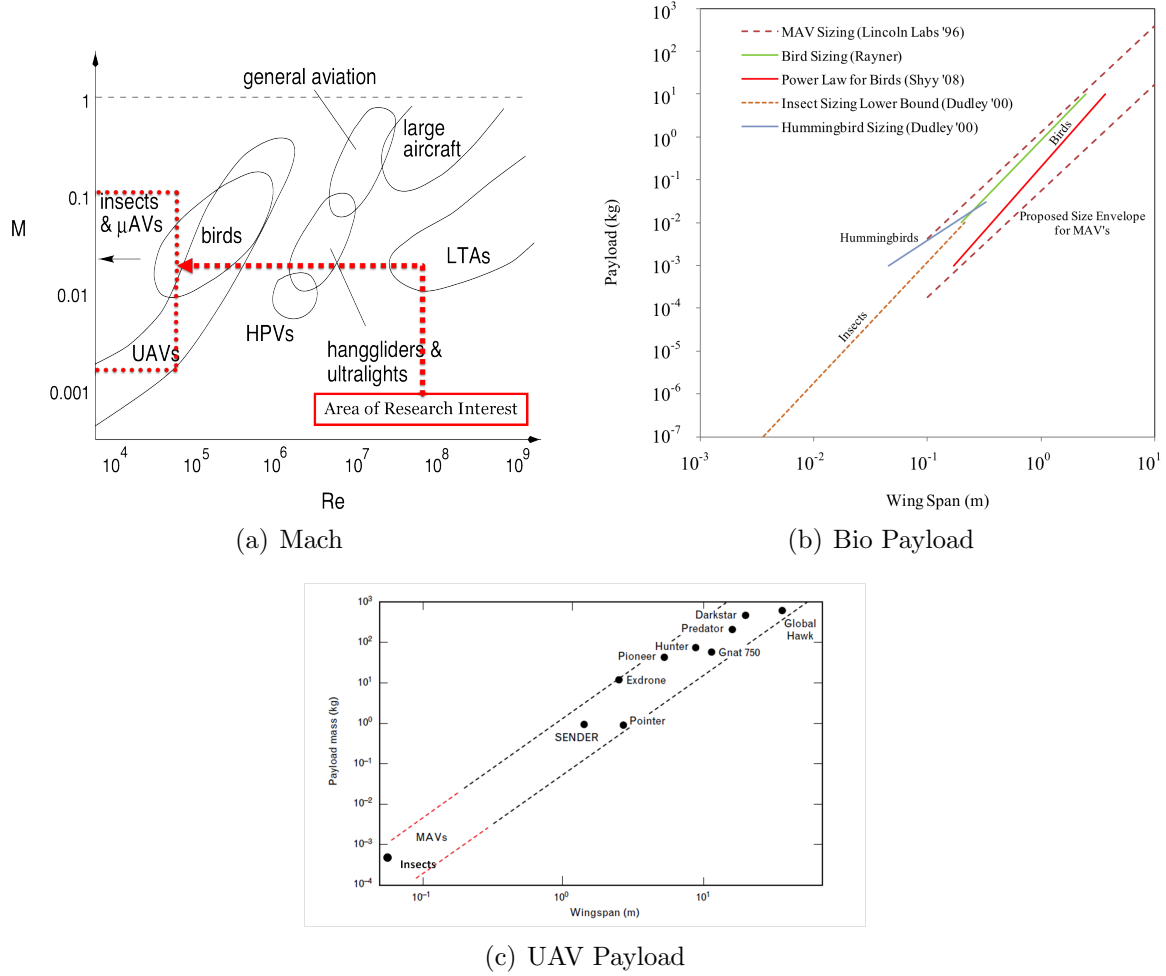 M
1
0.1
0.01
0.001
general aviation
large
aircraft
insects
& μAVs
birds
LTAs
UAVs
HPVs
hanggliders &
ultralights
Area of Research Interest
10^4
10^5
10^6
10^7
10^8
10^9
Re
(a) Mach
Payload (kg)
10^3
10^2
10^1
10^0
10^-1
10^-2
10^-3
10^-4
10^-5
10^-6
10^-7
MAV Sizing (Lincoln Labs '96)
Bird Sizing (Rayner)
Power Law for Birds (Shyy '08)
Insect Sizing Lower Bound (Dudley '00)
Hummingbird Sizing (Dudley '00)
Birds
Proposed Size Envelope
for MAV's
Hummingbirds
Insects
10^-3
10^-2
10^-1
10^0
10^1
Wing Span (m)
(b) Bio Payload
Payload mass (kg)
10^3
10^2
10^1
10^0
10^-1
10^-2
10^-3
10^-4
Darkstar
Predator
Global
Hawk
Hunter
Gnat 750
Pioneer
Exdrone
Pointer
SENDER
MAVs
Insects
10^-1
10^0
10^1
Wingspan (m)
(c) UAV Payload